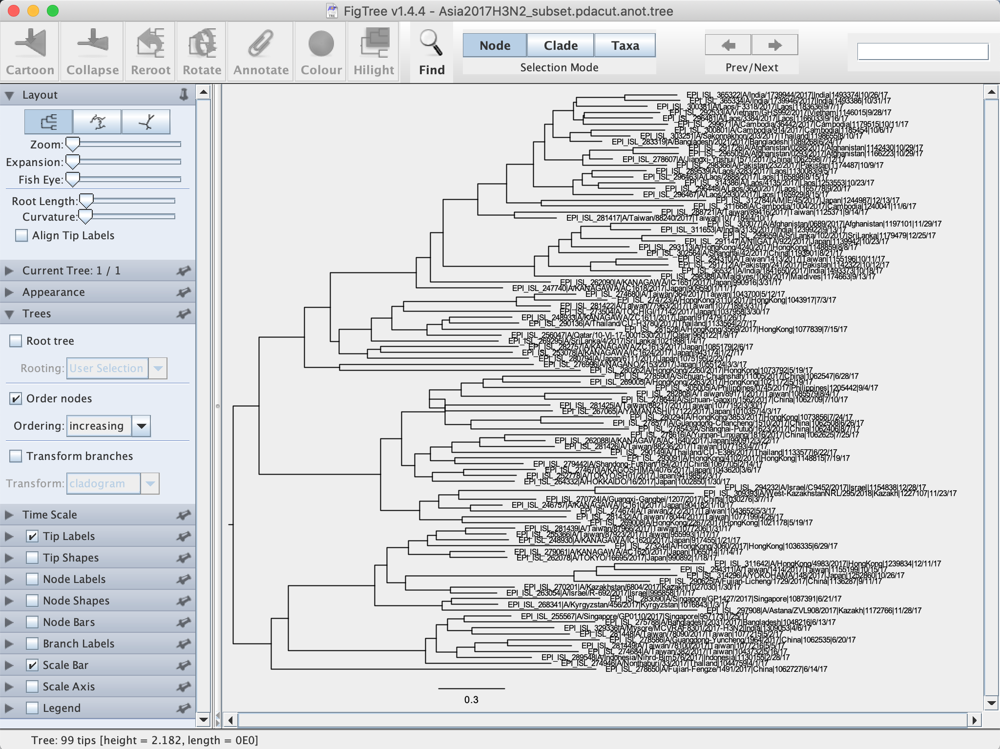 FigTree v1.4.4 - Asia2017H3N2_subset.pdacut.anot.tree
Cartoon Collapse Reroot Rotate Annotate Colour Hilight Find
Node Clade Taxa
Selection Mode
Prev/Next
Layout
Zoom:
Expansion:
Fish Eye:
Root Length:
Curvature:
Align Tip Labels
Current Tree: 1 / 1
Appearance
Trees
Root tree
Rooting: User Selection
Order nodes
Ordering: increasing
Transform branches
Transform: cladogram
Time Scale
Tip Labels
Tip Shapes
Node Labels
Node Shapes
Node Bars
Branch Labels
Scale Bar
Scale Axis
Legend
EPI_ISL_365322|A/India/1739944/2017|India|1493374|10/26/17
EPI_ISL_365334|A/India/1739946/2017|India|1493386|10/31/17
EPI_ISL_300381|A/Laos/F3318/2017|Laos|1183636|9/7/17
EPI_ISL_292533|A/Vietnam/GHS992/2017|Vietnam|1146015|9/28/17
EPI_ISL_296481|A/Laos/3384/2017|Laos|1166033|9/16/17
EPI_ISL_299671|A/Cambodia/36442/2017|Cambodia|1179515|10/11/17
EPI_ISL_300801|A/Cambodia/914/2017|Cambodia|1185454|10/6/17
EPI_ISL_303251|A/Sakonnakhon/203/2017|Thailand|1198655|8/10/17
EPI_ISL_283319|A/Bangladesh/2021/2017|Bangladesh|1089268|6/24/17
EPI_ISL_291726|A/Afghanistan/0288/2017|Afghanistan|1142430|10/29/17
EPI_ISL_296505|A/Afghanistan/0293/2017|Afghanistan|1166223|10/29/17
EPI_ISL_278607|A/Jiangxi-Yushui/1571/2017|China|1062598|7/12/17
EPI_ISL_298366|A/Pakistan/232/2017|Pakistan|1174487|10/9/17
EPI_ISL_289539|A/Laos/3283/2017|Laos|1130083|9/5/17
EPI_ISL_296463|A/Laos/2888/2017|Laos|1165898|8/15/17
EPI_ISL_314386|A/Laos/4135/2017|Laos|1253553|10/23/17
EPI_ISL_296448|A/Laos/3620/2017|Laos|1165778|9/20/17
EPI_ISL_296467|A/Laos/2930/2017|Laos|1165929|8/15/17
EPI_ISL_312784|A/MIE/45/2017|Japan|1244987|12/13/17
EPI_ISL_311668|A/Cambodia/1004/2017|Cambodia|1240041|11/6/17
EPI_ISL_288721|A/Taiwan/89416/2017|Taiwan|1125371|9/14/17
EPI_ISL_281417|A/Taiwan/88240/2017|Taiwan|1077184|4/10/17
EPI_ISL_303077|A/Afghanistan/0689/2017|Afghanistan|1197101|11/29/17
EPI_ISL_311653|A/India/3135/2017|India|1239922|9/13/17
EPI_ISL_299659|A/SriLanka/102/2017|SriLanka|1179479|12/25/17
EPI_ISL_291147|A/NIIGATA/922/2017|Japan|1139942|10/23/17
EPI_ISL_293113|A/HongKong/4240/2017|HongKong|1148859|8/8/17
EPI_ISL_302564|A/Shanghai/42/2017|China|1193901|8/21/17
EPI_ISL_294310|A/Taiwan/1413/2017|Taiwan|1155196|10/11/17
EPI_ISL_291712|A/Pakistan/241/2017|Pakistan|1142322|10/12/17
EPI_ISL_365321|A/India/1841650/2017|India|1493373|10/18/17
EPI_ISL_298388|A/Maldives/1060/2017|Maldives|1174663|9/13/17
EPI_ISL_262090|A/KANAGAWA/IC1651/2017|Japan|990916|3/31/17
EPI_ISL_247740|A/KANAGAWA/AC1618/2017|Japan|909590|1/11/17
EPI_ISL_274680|A/Taiwan/364/2017|Taiwan|1043700|5/12/17
EPI_ISL_274723|A/HongKong/3110/2017|HongKong|1043917|7/3/17
EPI_ISL_281422|A/Taiwan/77963/2017|Taiwan|1077189|3/31/17
EPI_ISL_273504|A/TOCHIGI/17142/2017|Japan|1037958|3/30/17
EPI_ISL_248933|A/KANAGAWA/ZC1611/2017|Japan|917479|1/26/17
EPI_ISL_290136|A/Thailand/CU-H3780/2017|Thailand|1133564|2/7/17
EPI_ISL_281528|A/HongKong/3569/2017|HongKong|1077839|7/15/17
EPI_ISL_256047|A/Qatar/10-VI-17-0001530/2017|Qatar|960122|1/9/17
EPI_ISL_269295|A/SriLanka/4/2017|SriLanka|1021998|1/4/17
EPI_ISL_282757|A/KANAGAWA/ZC1613/2017|Japan|1085179|2/6/17
EPI_ISL_253078|A/KANAGAWA/IC1624/2017|Japan|943174|1/27/17
EPI_ISL_280794|A/Japan/6111/2017|Japan|1075195|2/23/17
EPI_ISL_276996|A/NAGANO/2153/2017|Japan|1055124|3/3/17
EPI_ISL_280262|A/HongKong/2260/2017|HongKong|1073792|5/19/17
EPI_ISL_278590|A/Sichuan-Chuanshan/11005/2017|China|1062547|6/28/17
EPI_ISL_269005|A/HongKong/2263/2017|HongKong|1021172|5/19/17
EPI_ISL_305005|A/Philippines/0745/2017|Philippines|1205442|9/4/17
EPI_ISL_282808|A/Taiwan/89171/2017|Taiwan|1085579|8/4/17
EPI_ISL_278644|A/Sichuan-Gaoxin/1562/2017|China|1062709|7/10/17
EPI_ISL_281425|A/Taiwan/88217/2017|Taiwan|1077192|3/30/17
EPI_ISL_267065|A/YAMANASHI/17122/2017|Japan|1010357|4/3/17
EPI_ISL_280294|A/HongKong/3853/2017|HongKong|1073856|7/24/17
EPI_ISL_278577|A/Guangdong-Chancheng/1510/2017|China|1062508|6/26/17
EPI_ISL_278543|A/Shanghai-Putuo/1623/2017|China|1062406|8/7/17
EPI_ISL_278616|A/Yunnan-Linxiang/1816/2017|China|1062625|7/25/17
EPI_ISL_262088|A/KANAGAWA/AC1640/2017|Japan|990912|3/22/17
EPI_ISL_281426|A/Taiwan/88236/2017|Taiwan|1077193|4/7/17
EPI_ISL_290149|A/Thailand/CU-E386/2017|Thailand|1133577|6/22/17
EPI_ISL_293091|A/HongKong/4102/2017|HongKong|1148815|7/19/17
EPI_ISL_279442|A/Shandong-Fushan/164/2017|China|1067705|2/14/17
EPI_ISL_274670|A/KAGOSHIMA/4076/2017|Japan|1043620|3/6/17
EPI_ISL_252778|A/TOKYO/SH01/2017|Japan|941985|2/3/17
EPI_ISL_264332|A/HOKKAIDO/16/2017|Japan|1002850|1/30/17
EPI_ISL_294232|A/Israel/C9452/2017|Israel|1154838|12/28/17
EPI_ISL_309393|A/West-KazakhstanNRL/295/2018|Kazakh|1227107|11/23/17
EPI_ISL_270724|A/Guangxi-Gangbei/1207/2017|China|1030276|3/7/17
EPI_ISL_246757|A/KANAGAWA/IC1610/2017|Japan|904182|1/10/17
EPI_ISL_274674|A/Taiwan/272/2017|Taiwan|1043652|5/3/17
EPI_ISL_281432|A/Taiwan/78044/2017|Taiwan|1077199|4/26/17
EPI_ISL_269008|A/HongKong/2267/2017|HongKong|1021178|5/19/17
EPI_ISL_281439|A/Taiwan/87966/2017|Taiwan|1077206|1/31/17
EPI_ISL_255366|A/Taiwan/87923/2017|Taiwan|955993|1/17/17
EPI_ISL_248930|A/KANAGAWA/IC1620/2017|Japan|917455|1/21/17
EPI_ISL_273244|A/HongKong/3060/2017|HongKong|1036335|6/29/17
EPI_ISL_279061|A/KANAGAWA/AC1620/2017|Japan|1065014|1/14/17
EPI_ISL_262078|A/TOKYO/16695/2017|Japan|990892|1/18/17
EPI_ISL_311642|A/HongKong/4983/2017|HongKong|1239834|12/11/17
EPI_ISL_294311|A/Taiwan/1414/2017|Taiwan|1155199|10/15/17
EPI_ISL_314296|A/YOKOHAMA/148/2017|Japan|1252860|10/26/17
EPI_ISL_290625|A/Fujian-Licheng/1729/2017|China|1136287|9/11/17
EPI_ISL_270201|A/Kazakhstan/6804/2017|Kazakh|1027030|1/30/17
EPI_ISL_263054|A/Israel/R-692/2017|Israel|995858|1/1/17
EPI_ISL_283090|A/Singapore/GP1427/2017|Singapore|1087391|6/21/17
EPI_ISL_268341|A/Kyrgyzstan/456/2017|Kyrgyzstan|1016843|1/3/17
EPI_ISL_297908|A/Astana/ZVL908/2017|Kazakh|1172766|11/28/17
EPI_ISL_255567|A/Singapore/GP0110/2017|Singapore|957173|1/25/17
EPI_ISL_275788|A/Bangladesh/2031/2017|Bangladesh|1048216|6/13/17
EPI_ISL_329336|A/Mysore/MCVRAF8301/2017-H3N2|India|1309053|4/6/17
EPI_ISL_281448|A/Taiwan/78090/2017|Taiwan|1077215|5/2/17
EPI_ISL_278586|A/Guangdong-Yuncheng/1964/2017|China|1062535|6/20/17
EPI_ISL_281449|A/Taiwan/78100/2017|Taiwan|1077216|5/5/17
EPI_ISL_274684|A/Taiwan/382/2017|Taiwan|1043732|5/16/17
EPI_ISL_289548|A/Indonesia/Nihrd-Bjm576/2017|Indonesia|1130155|2/28/17
EPI_ISL_274946|A/Nonthaburi/33/2017|Thailand|1044759|4/1/17
EPI_ISL_278650|A/Fujian-Fengze/1491/2017|China|1062727|6/14/17
0.3
Tree: 99 tips [height = 2.182, length = 0E0]